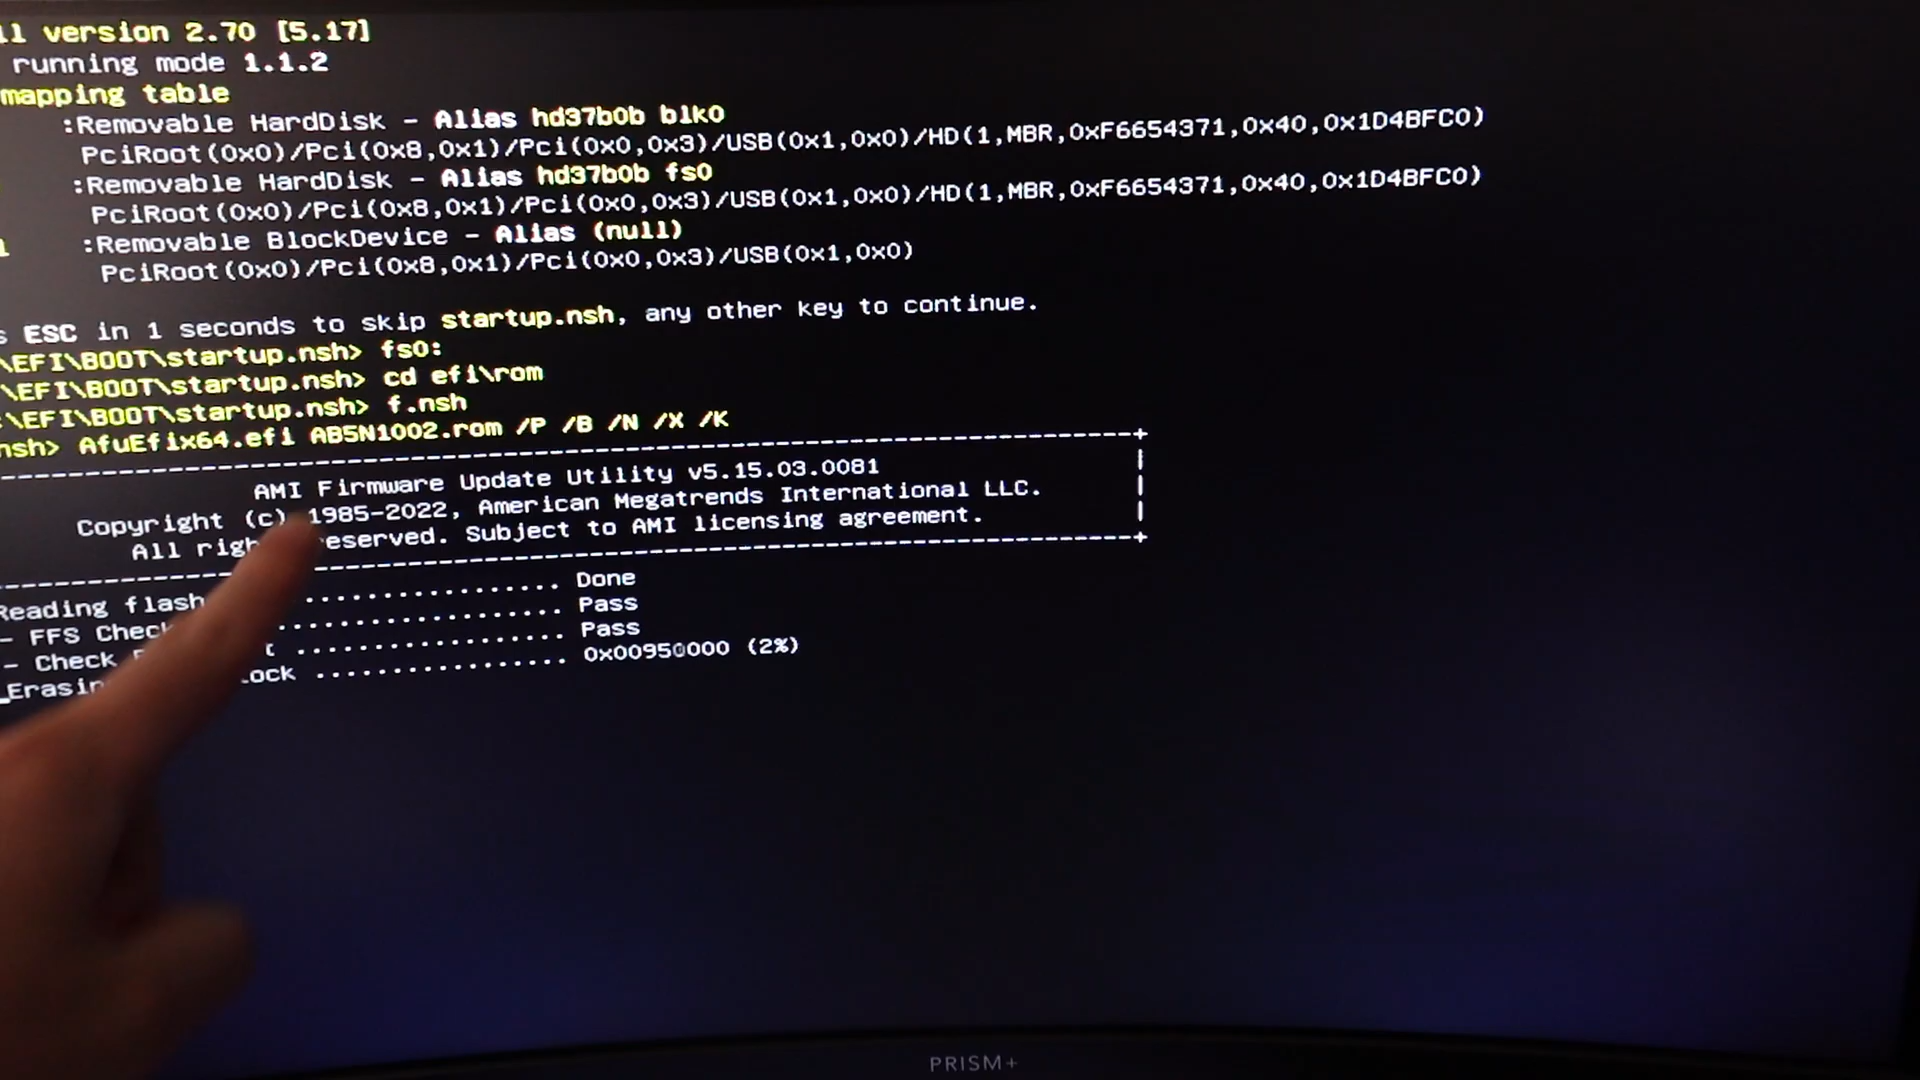 version 2.70 [5.17]
running mode 1.1.2
mapping table
:Removable HardDisk - Alias hd37b0b blk0
PciRoot(0x0)/Pci(0x8,0x1)/Pci(0x0,0x3)/USB(0x1,0x0)/HD(1,MBR,0xF6654371,0x40,0x1D4BFC0)
:Removable HardDisk - Alias hd37b0b fs0
PciRoot(0x0)/Pci(0x8,0x1)/Pci(0x0,0x3)/USB(0x1,0x0)/HD(1,MBR,0xF6654371,0x40,0x1D4BFC0)
:Removable BlockDevice - Alias (null)
PciRoot(0x0)/Pci(0x8,0x1)/Pci(0x0,0x3)/USB(0x1,0x0)
ESC in 1 seconds to skip startup.nsh, any other key to continue.
\EFI\BOOT\startup.nsh> fs0:
\EFI\BOOT\startup.nsh> cd efi\rom
\EFI\BOOT\startup.nsh> f.nsh
nsh> AfuEfix64.efi AB5N1002.rom /P /B /N /X /K
AMI Firmware Update Utility v5.15.03.0081
Copyright (c) 1985-2022, American Megatrends International LLC.
All reserved. Subject to AMI licensing agreement.
Reading flash .................. Done
- FFS .................. Pass
- Check .................. Pass
.................. 0x00950000 (2%)
PRISM+